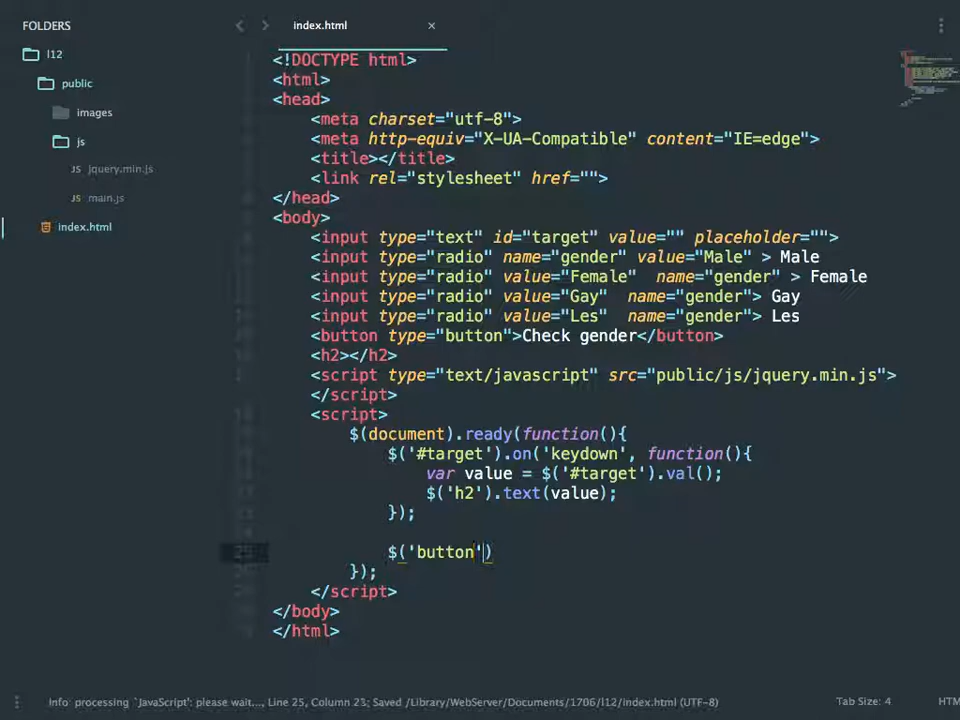 FOLDERS
l12
public
images
js
JS jquery.min.js
JS main.js
index.html
index.html ×
<!DOCTYPE html>
<html>
<head>
<meta charset="utf-8">
<meta http-equiv="X-UA-Compatible" content="IE=edge">
<title></title>
<link rel="stylesheet" href="">
</head>
<body>
<input type="text" id="target" value="" placeholder="">
<input type="radio" name="gender" value="Male" > Male
<input type="radio" value="Female"  name="gender" > Female
<input type="radio" value="Gay"  name="gender"> Gay
<input type="radio" value="Les"  name="gender"> Les
<button type="button">Check gender</button>
<h2></h2>
<script type="text/javascript" src="public/js/jquery.min.js">
</script>
<script>
$(document).ready(function(){
$('#target').on('keydown', function(){
var value = $('#target').val();
$('h2').text(value);
});
$('button')
});
</script>
</body>
</html>
Info: processing `JavaScript': please wait..., Line 25, Column 23; Saved /Library/WebServer/Documents/1706/l12/index.html (UTF-8)
Tab Size: 4
HTM